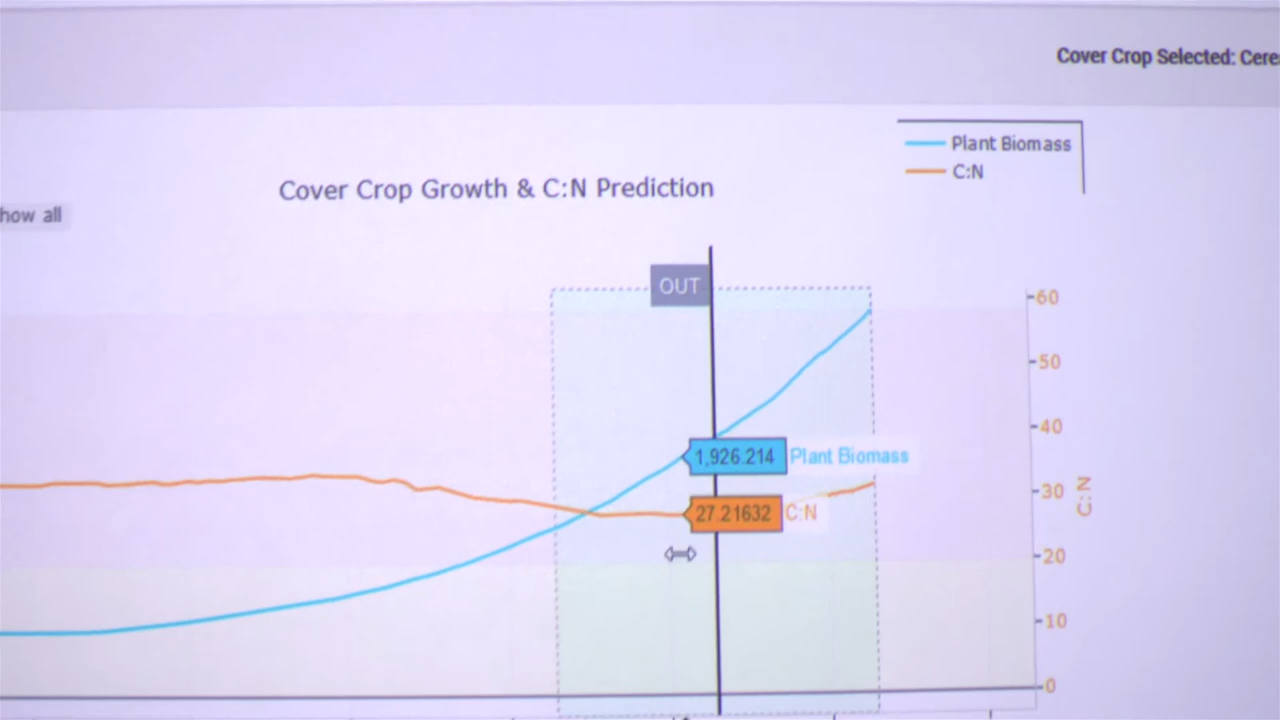 Cover Crop Selected: Cere
Plant Biomass
C:N
Cover Crop Growth & C:N Prediction
how all
OUT
60
50
40
30
20
10
0
C:N
1,926.214 Plant Biomass
27.21632 C:N